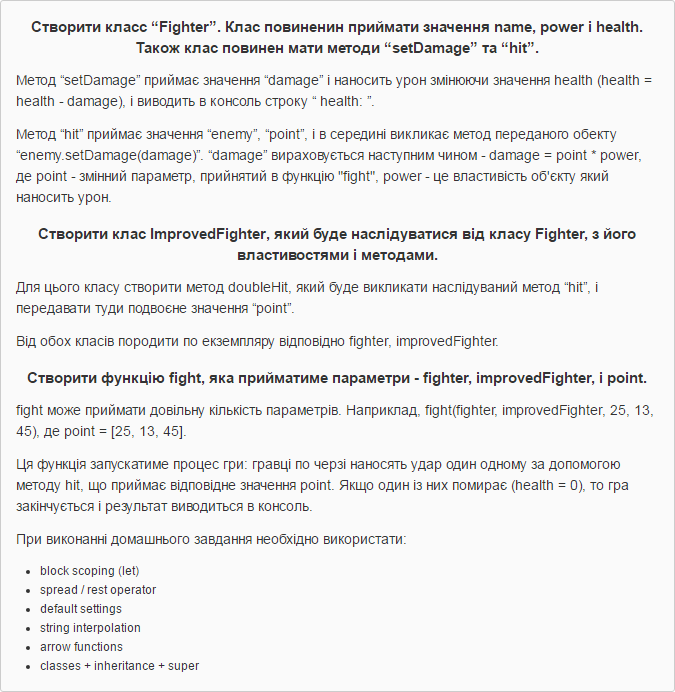 Створити класс “Fighter”. Клас повиненин приймати значення name, power і health.
Також клас повинен мати методи “setDamage” та “hit”.
Метод “setDamage” приймає значення “damage” і наносить урон змінюючи значення health (health =
health - damage), і виводить в консоль строку “ health: ”.
Метод “hit” приймає значення “enemy”, “point”, і в середині викликає метод переданого обекту
“enemy.setDamage(damage)”. “damage” вираховується наступним чином - damage = point * power,
де point - змінний параметр, прийнятий в функцію "fight", power - це властивість об'єкту який
наносить урон.
Створити клас ImprovedFighter, який буде наслідуватися від класу Fighter, з його
властивостями і методами.
Для цього класу створити метод doubleHit, який буде викликати наслідуваний метод “hit”, і
передавати туди подвоєне значення “point”.
Від обох класів породити по екземпляру відповідно fighter, improvedFighter.
Створити функцію fight, яка прийматиме параметри - fighter, improvedFighter, і point.
fight може приймати довільну кількість параметрів. Наприклад, fight(fighter, improvedFighter, 25, 13,
45), де point = [25, 13, 45].
Ця функція запускатиме процес гри: гравці по черзі наносять удар один одному за допомогою
методу hit, що приймає відповідне значення point. Якщо один із них помирає (health = 0), то гра
закінчується і результат виводиться в консоль.
При виконанні домашнього завдання необхідно використати:
• block scoping (let)
• spread / rest operator
• default settings
• string interpolation
• arrow functions
• classes + inheritance + super